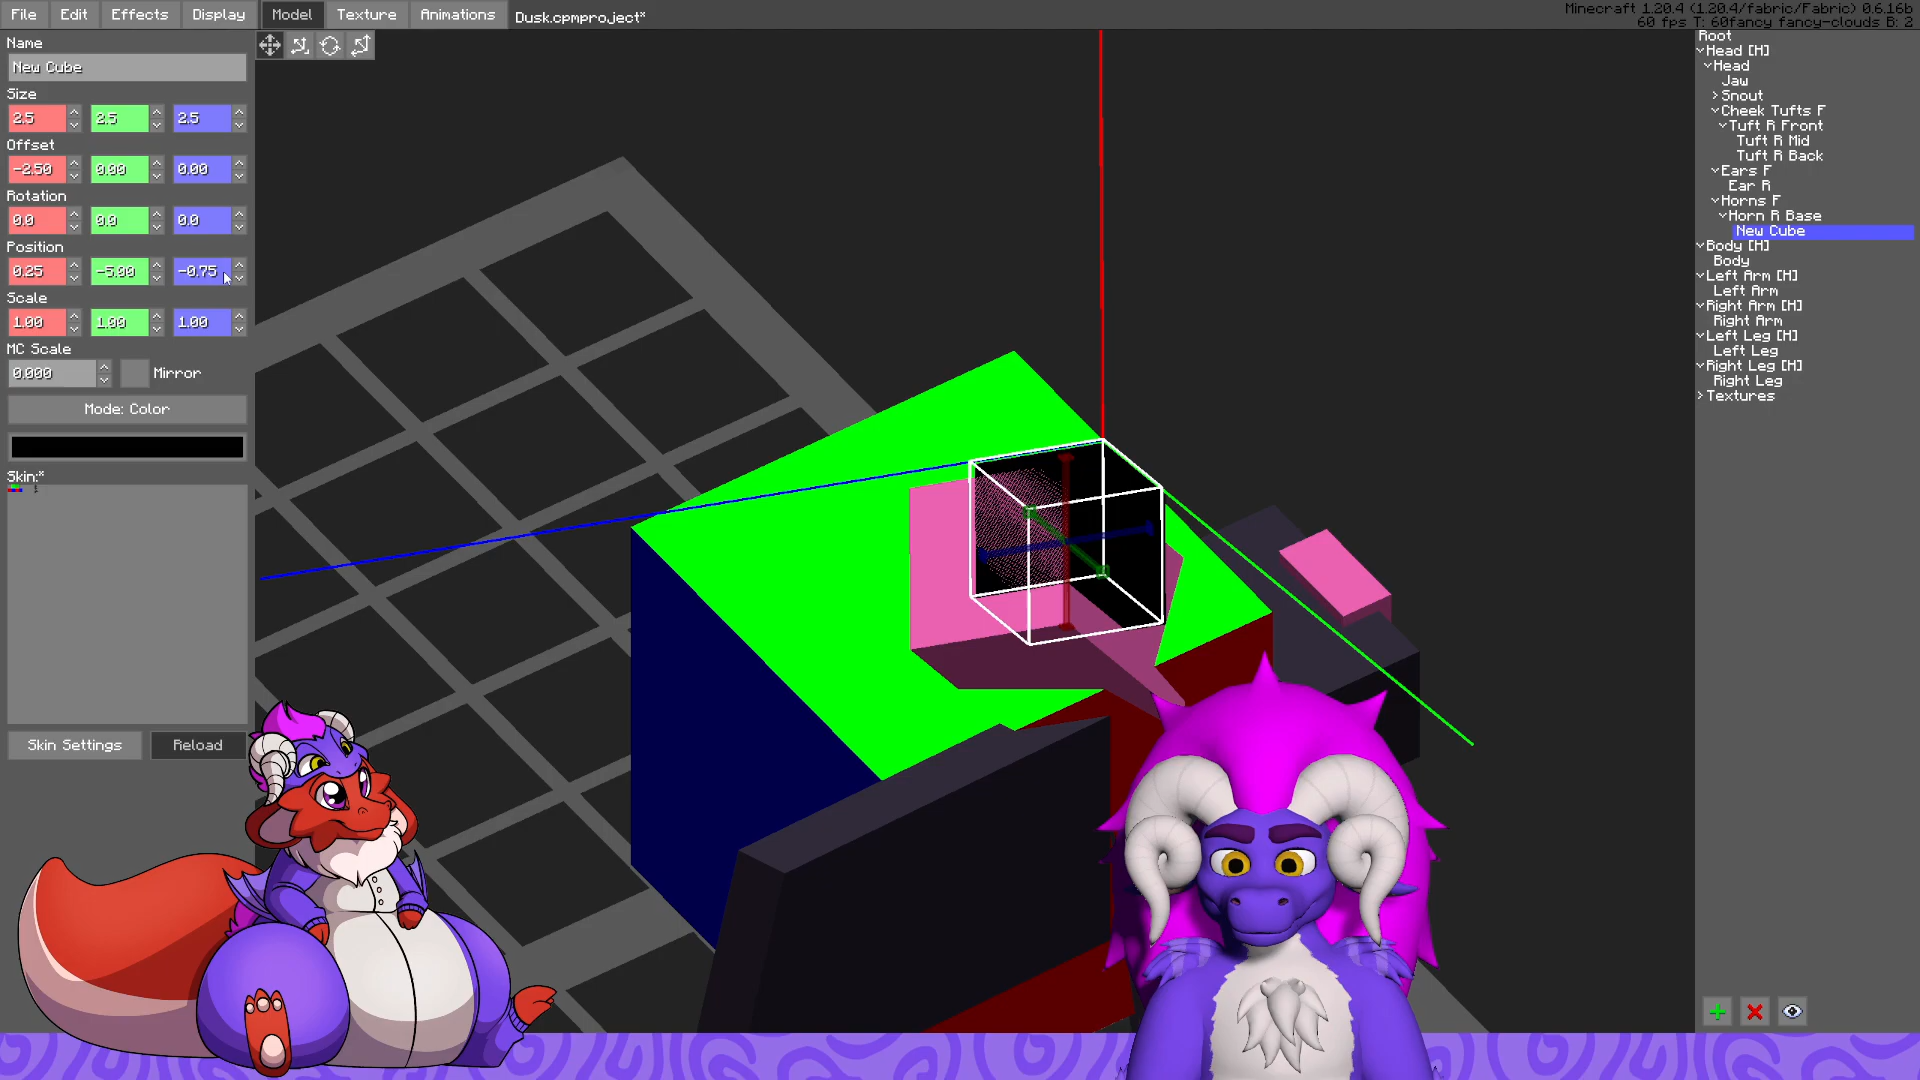 File Edit Effects Display Model Texture Animations Dusk.cpmproject*
Minecraft 1.20.4 (1.20.4/fabric/Fabric) 0.6.16b
60 fps T: 60fancy fancy-clouds B: 2
Name
New Cube
Size
2.5 2.5 2.5
Offset
-2.50 0.00 0.00
Rotation
0.0 0.0 0.0
Position
0.25 -5.00 -0.75
Scale
1.00 1.00 1.00
MC Scale
0.000 Mirror
Mode: Color
Skin:*
Skin Settings Reload
Root
Head [H]
Head
Jaw
Snout
Cheek Tufts F
Tuft R Front
Tuft R Mid
Tuft R Back
Ears F
Ear R
Horns F
Horn R Base
New Cube
Body [H]
Body
Left Arm [H]
Left Arm
Right Arm [H]
Right Arm
Left Leg [H]
Left Leg
Right Leg [H]
Right Leg
Textures